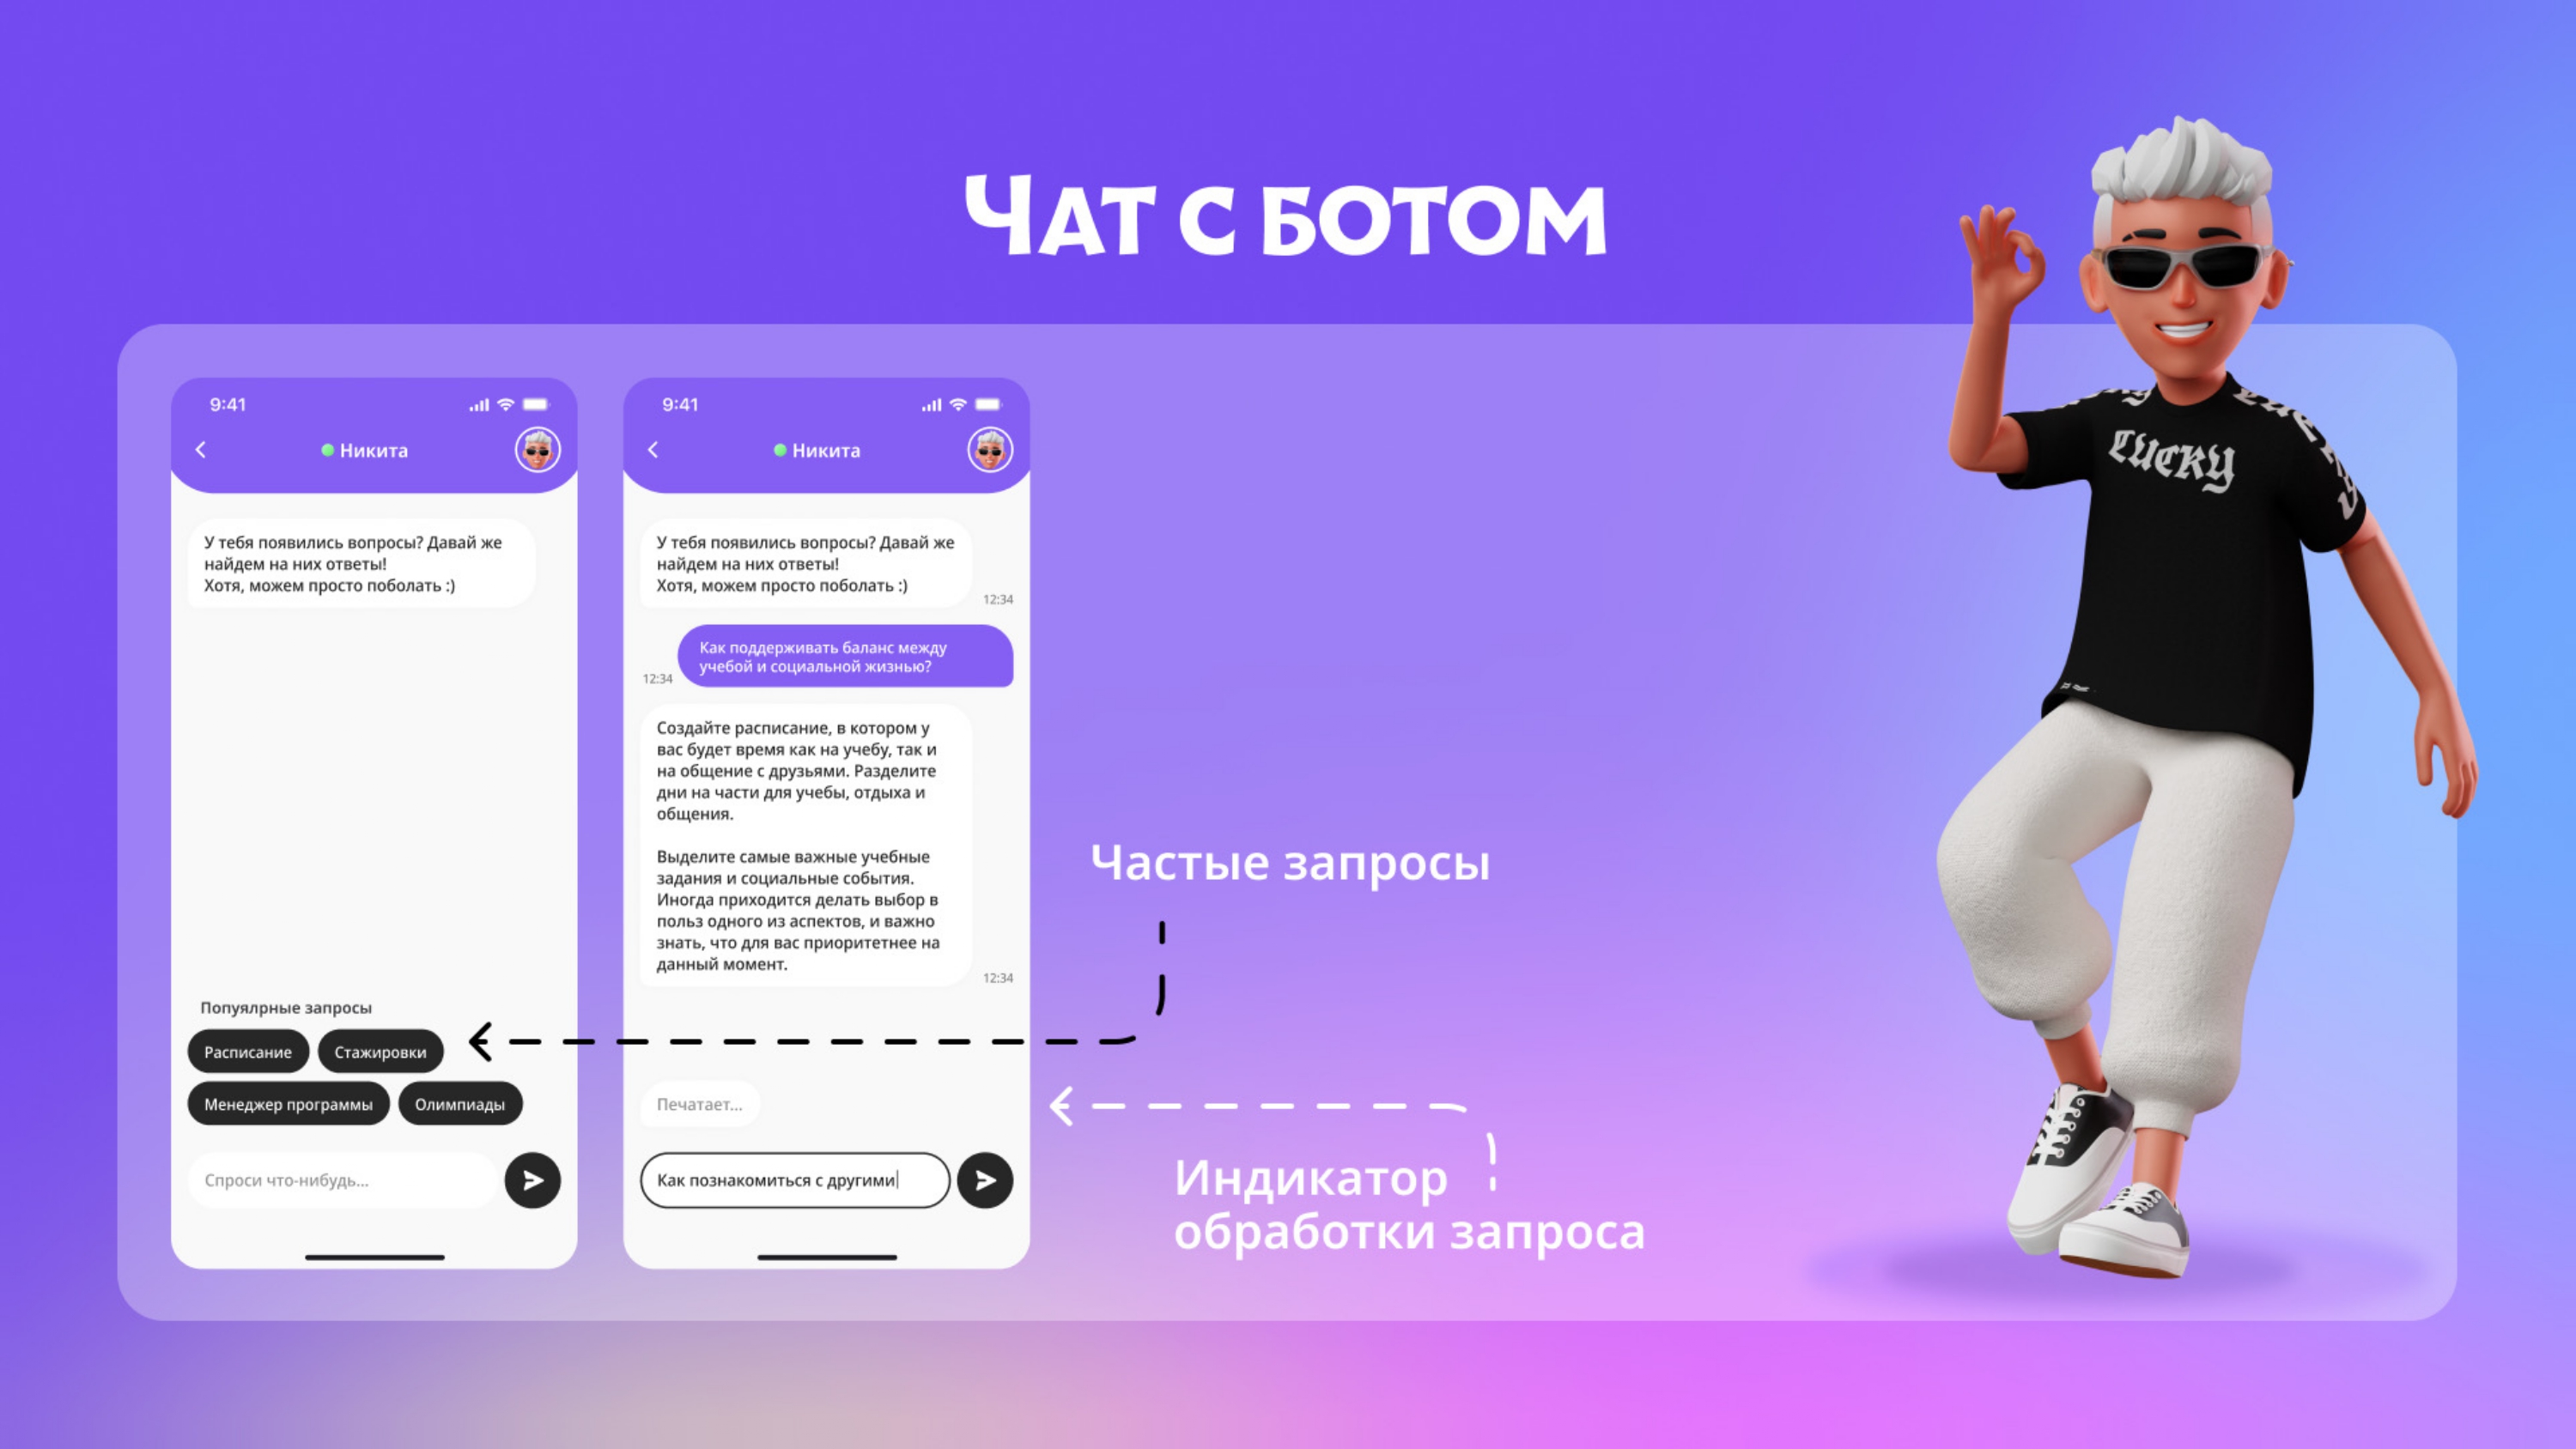 Чат с ботом
9:41
Никита
У тебя появились вопросы? Давай же
найдем на них ответы!
Хотя, можем просто поболать :)
Попуялрные запросы
Расписание
Стажировки
Менеджер программы
Олимпиады
Спроси что-нибудь...
9:41
Никита
У тебя появились вопросы? Давай же
найдем на них ответы!
Хотя, можем просто поболать :)
12:34
Как поддерживать баланс между
учебой и социальной жизнью?
12:34
Создайте расписание, в котором у
вас будет время как на учебу, так и
на общение с друзьями. Разделите
дни на части для учебы, отдыха и
общения.
Выделите самые важные учебные
задания и социальные события.
Иногда приходится делать выбор в
польз одного из аспектов, и важно
знать, что для вас приоритетнее на
данный момент.
12:34
Печатает...
Как познакомиться с другими
Частые запросы
Индикатор
обработки запроса
LUCKY